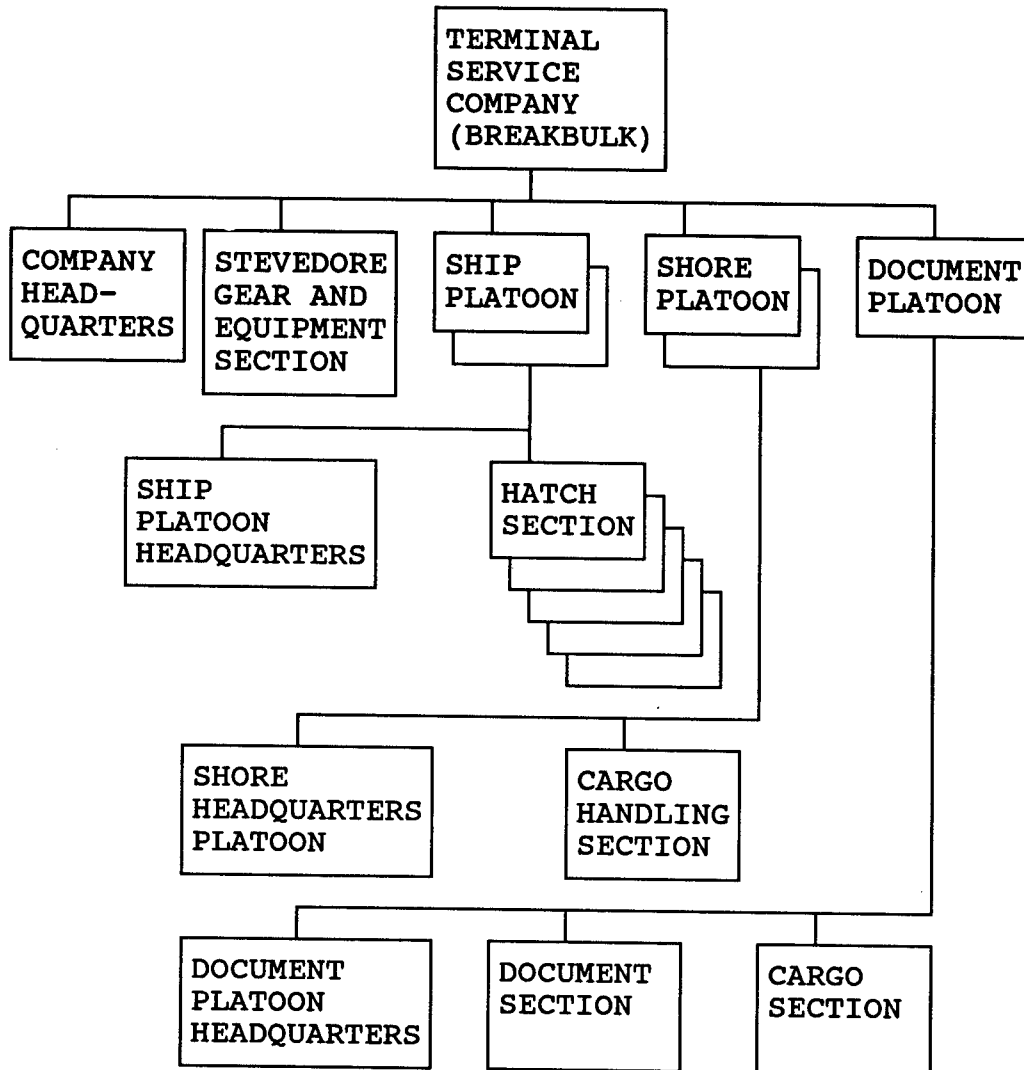 TERMINAL
SERVICE
COMPANY
(BREAKBULK)
COMPANY
HEAD-
QUARTERS
STEVEDORE
GEAR AND
EQUIPMENT
SECTION
SHIP
PLATOON
SHORE
PLATOON
DOCUMENT
PLATOON
SHIP
PLATOON
HEADQUARTERS
HATCH
SECTION
SHORE
HEADQUARTERS
PLATOON
CARGO
HANDLING
SECTION
DOCUMENT
PLATOON
HEADQUARTERS
DOCUMENT
SECTION
CARGO
SECTION